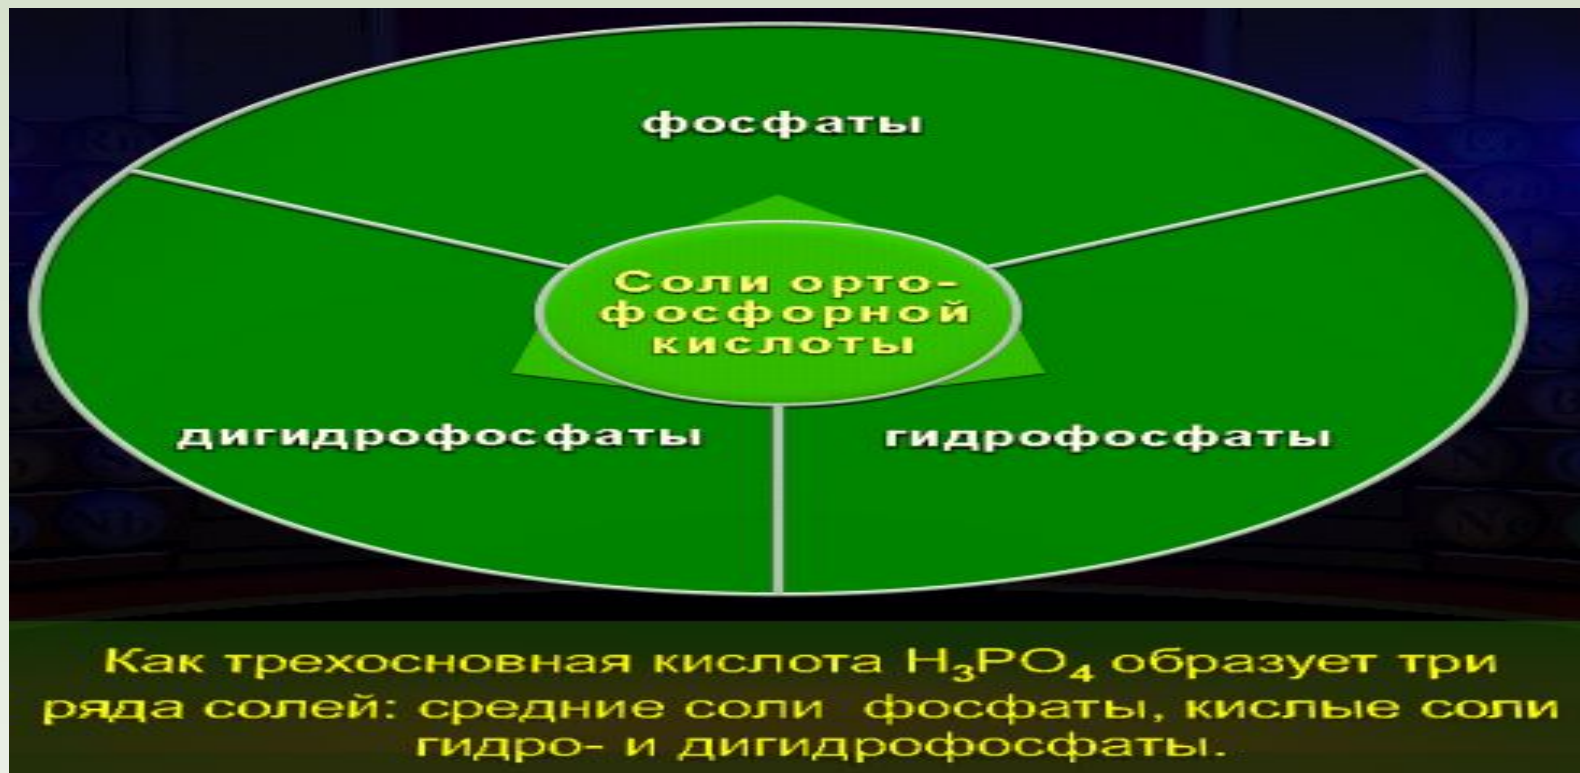 фосфаты
Соли орто-
фосфорной
кислоты
дигидрофосфаты
гидрофосфаты
Как трехосновная кислота H₃PO₄ образует три
ряда солей: средние соли фосфаты, кислые соли
гидро- и дигидрофосфаты.